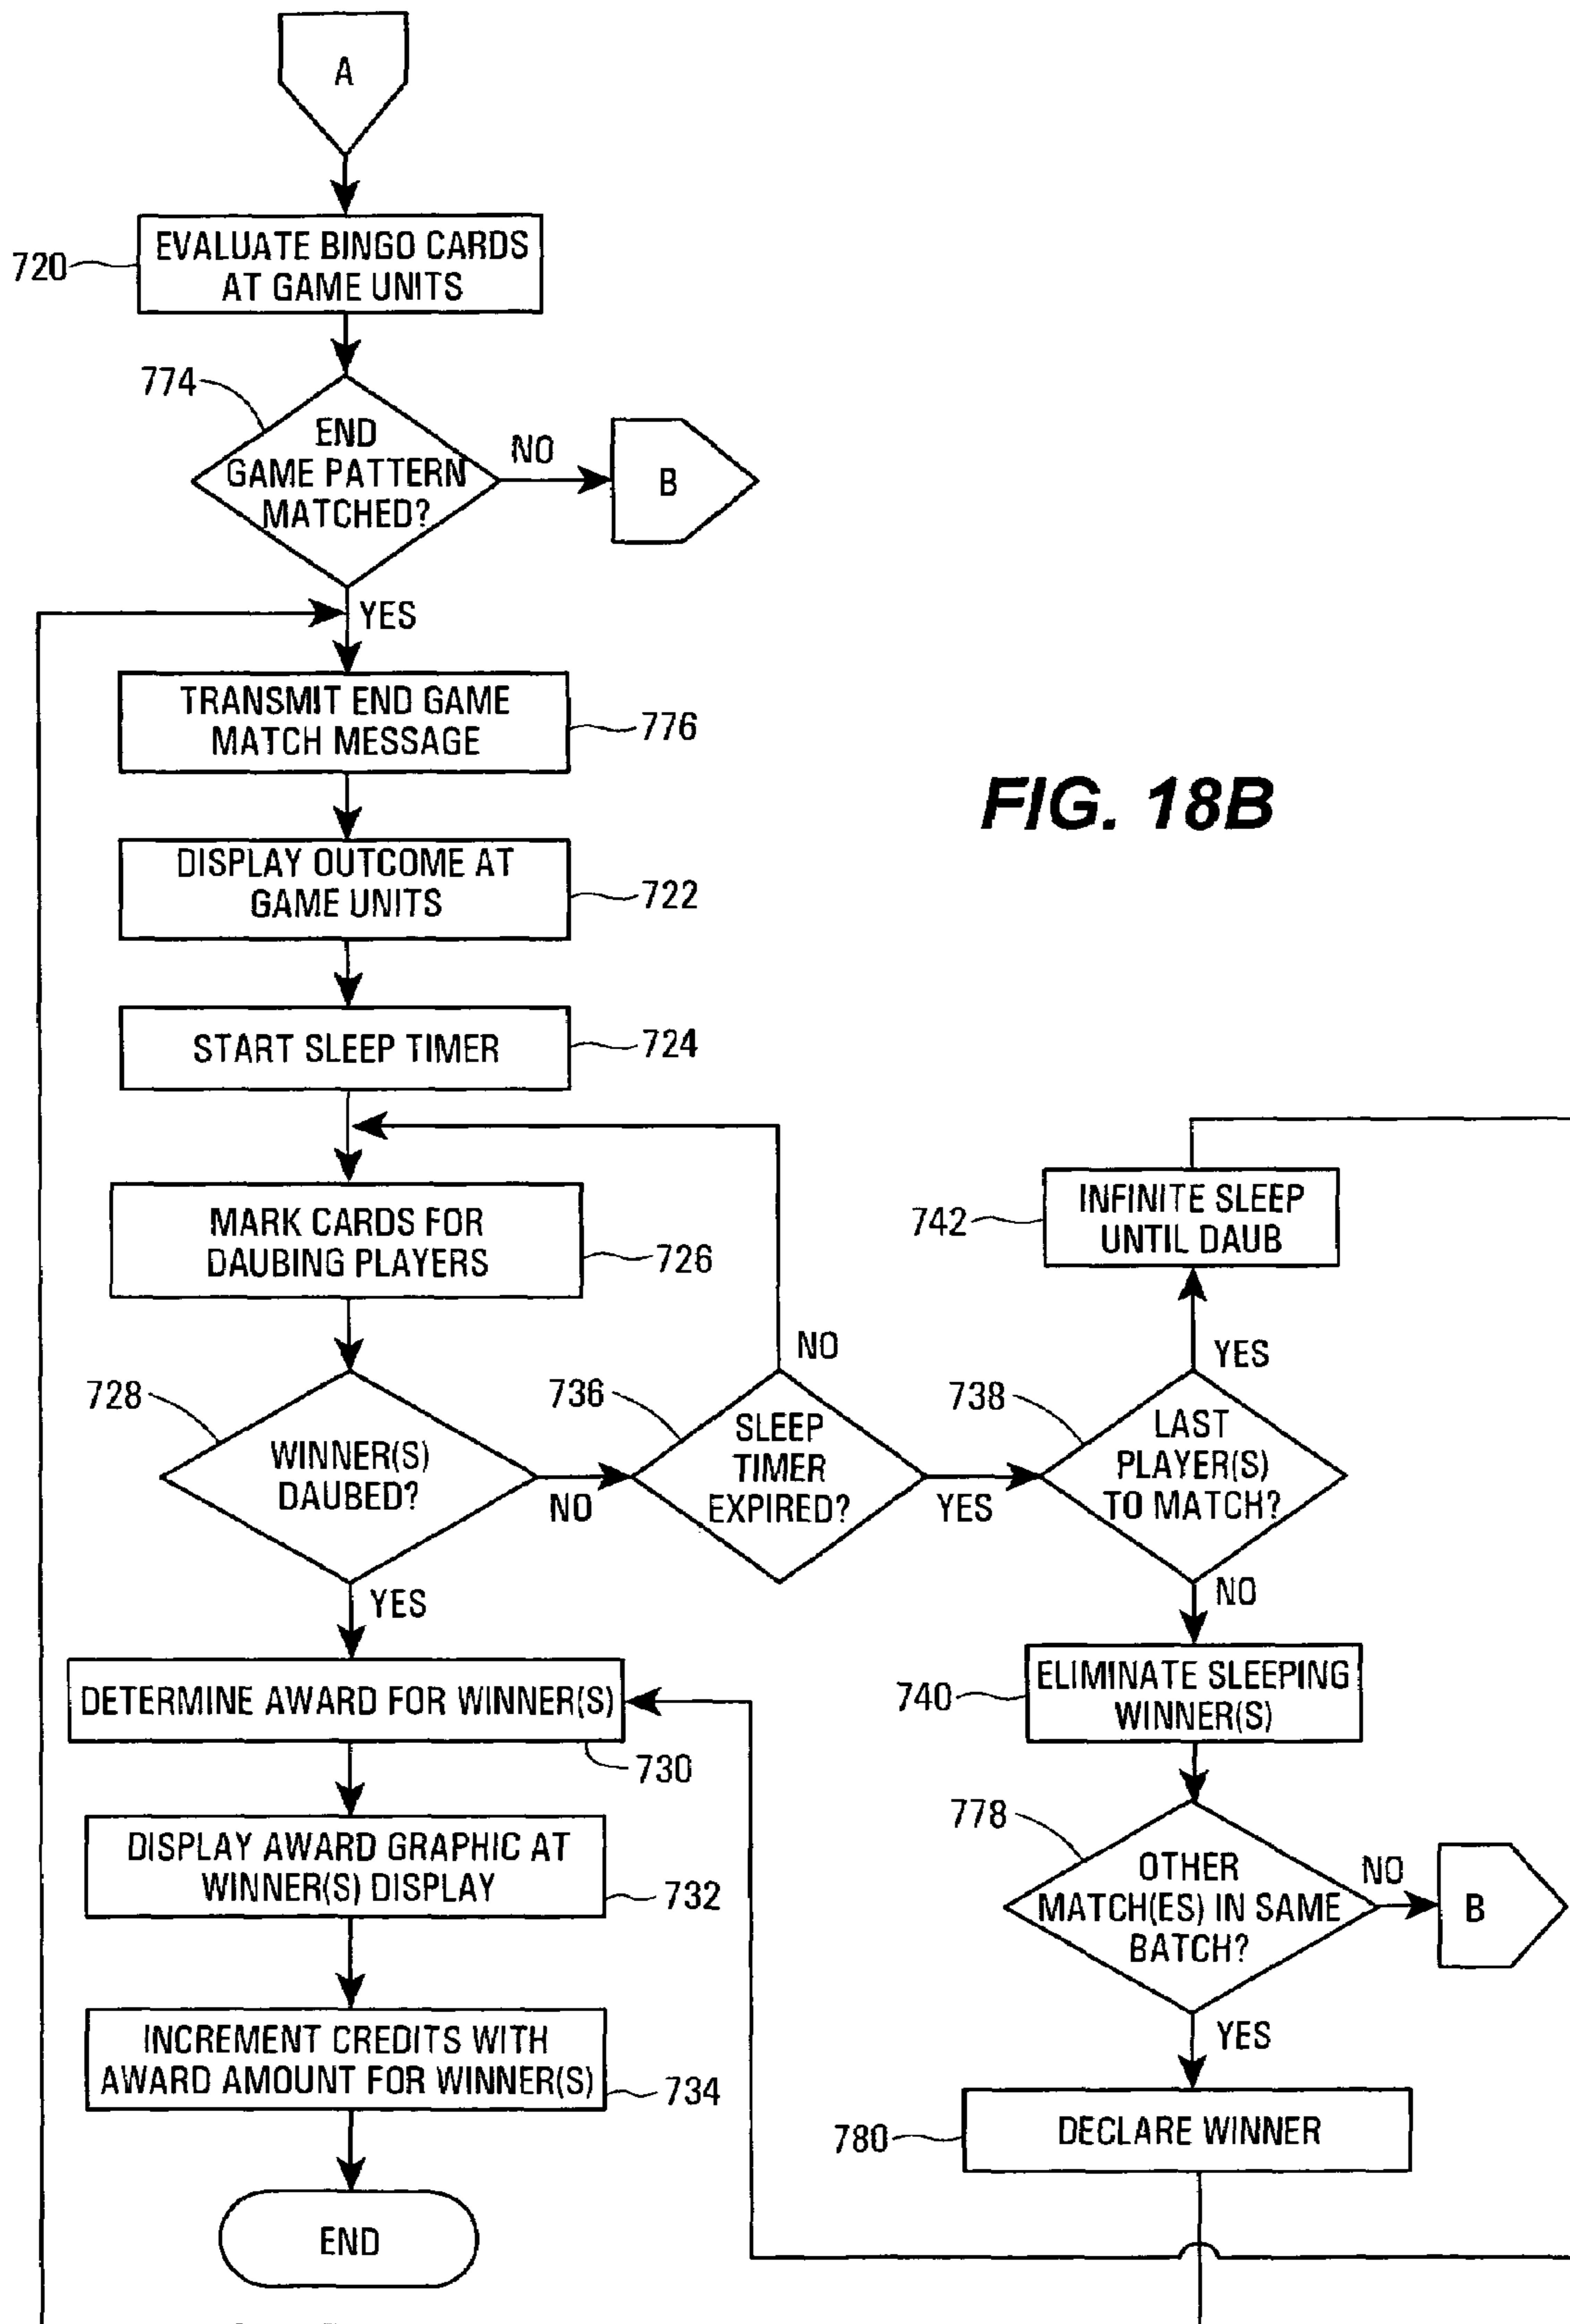 A
720
EVALUATE BINGO CARDS
AT GAME UNITS
774
END
GAME PATTERN
MATCHED?
NO
B
YES
TRANSMIT END GAME
MATCH MESSAGE
776
FIG. 18B
DISPLAY OUTCOME AT
GAME UNITS
722
START SLEEP TIMER
724
MARK CARDS FOR
DAUBING PLAYERS
726
742
INFINITE SLEEP
UNTIL DAUB
728
WINNER(S)
DAUBED?
NO
736
SLEEP
TIMER
EXPIRED?
NO
YES
738
LAST
PLAYER(S)
TO MATCH?
YES
NO
YES
DETERMINE AWARD FOR WINNER(S)
730
740
ELIMINATE SLEEPING
WINNER(S)
DISPLAY AWARD GRAPHIC AT
WINNER(S) DISPLAY
732
778
OTHER
MATCH(ES) IN SAME
BATCH?
NO
B
YES
INCREMENT CREDITS WITH
AWARD AMOUNT FOR WINNER(S)
734
780
DECLARE WINNER
END